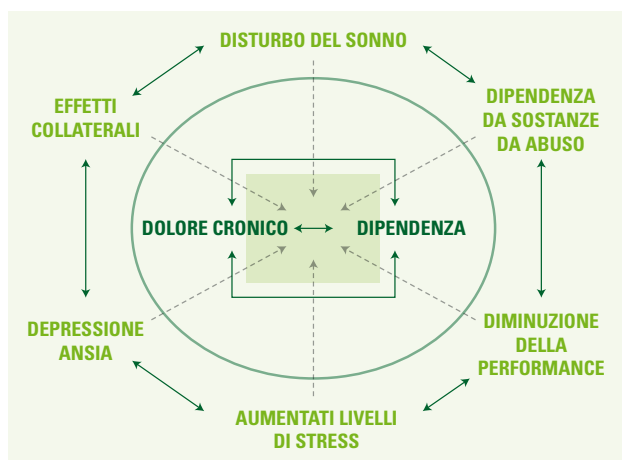 DISTURBO DEL SONNO
EFFETTI
COLLATERALI
DIPENDENZA
DA SOSTANZE
DA ABUSO
DOLORE CRONICO
DIPENDENZA
DEPRESSIONE
ANSIA
DIMINUZIONE
DELLA
PERFORMANCE
AUMENTATI LIVELLI
DI STRESS